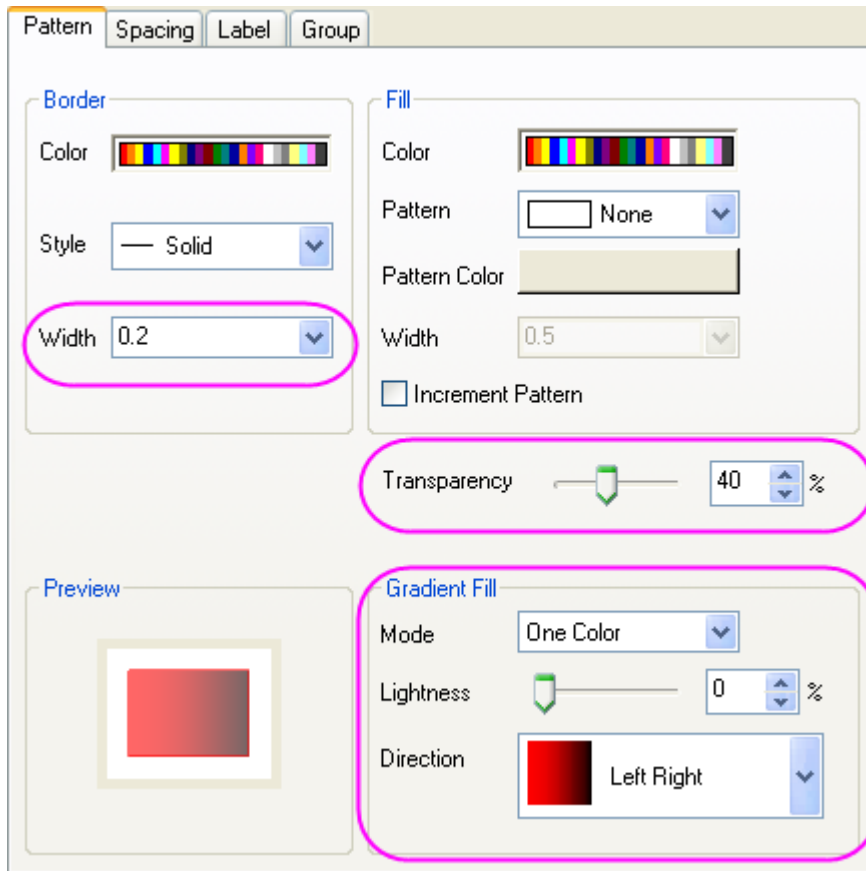 Pattern Spacing Label Group
Border
Color
Style Solid
Width 0.2
Fill
Color
Pattern None
Pattern Color
Width 0.5
Increment Pattern
Transparency 40 %
Preview
Gradient Fill
Mode One Color
Lightness 0 %
Direction Left Right